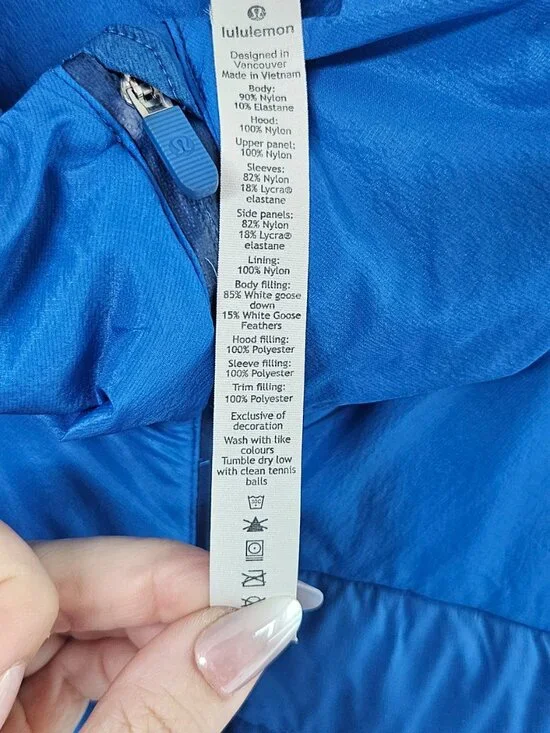 lululemon
Designed in
Vancouver
Made in Vietnam
Body:
90% Nylon
10% Elastane
Hood:
100% Nylon
Upper panel:
100% Nylon
Sleeves:
82% Nylon
18% Lycra®
elastane
Side panels:
82% Nylon
18% Lycra®
elastane
Lining:
100% Nylon
Body filling:
85% White goose
down
15% White Goose
Feathers
Hood filling:
100% Polyester
Sleeve filling:
100% Polyester
Trim filling:
100% Polyester
Exclusive of
decoration
Wash with like
colours
Tumble dry low
with clean tennis
balls